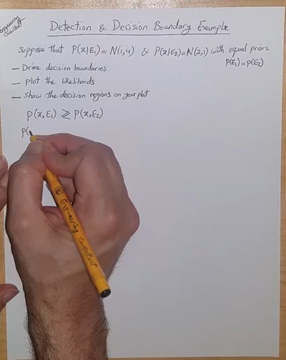 Engineering
Detection & Decision Boundary Example
Suppose that P(X|E1) = N(1,4) & P(X|E2) = N(2,1) with equal priors
P(E1) = P(E2)
— Drive decision boundaries
— Plot the likelihoods
— Show the decision regions on your plot
P(x, E1) ≷ P(x, E2)
P(